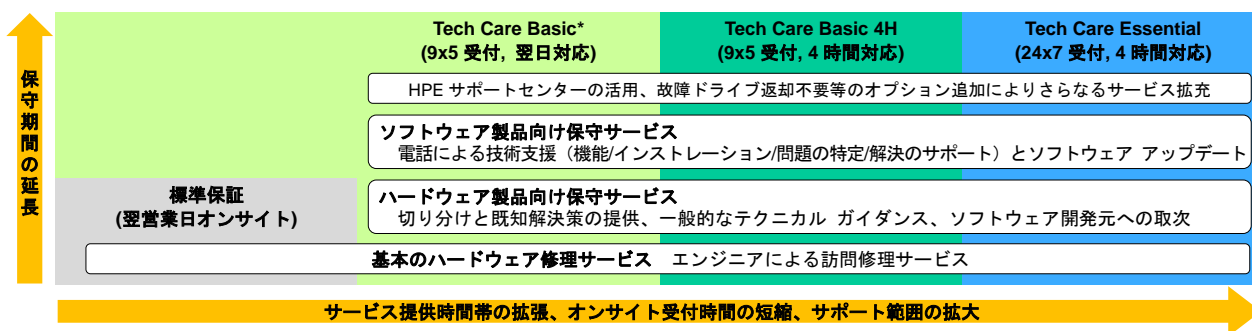 保守期間の延長
Tech Care Basic*
(9x5 受付, 翌日対応)
Tech Care Basic 4H
(9x5 受付, 4 時間対応)
Tech Care Essential
(24x7 受付, 4 時間対応)
HPE サポートセンターの活用、故障ドライブ返却不要等のオプション追加によりさらなるサービス拡充
ソフトウェア製品向け保守サービス
電話による技術支援（機能/インストレーション/問題の特定/解決のサポート）とソフトウェア アップデート
標準保証
(翌営業日オンサイト)
ハードウェア製品向け保守サービス
切り分けと既知解決策の提供、一般的なテクニカル ガイダンス、ソフトウェア開発元への取次
基本のハードウェア修理サービス エンジニアによる訪問修理サービス
サービス提供時間帯の拡張、オンサイト受付時間の短縮、サポート範囲の拡大